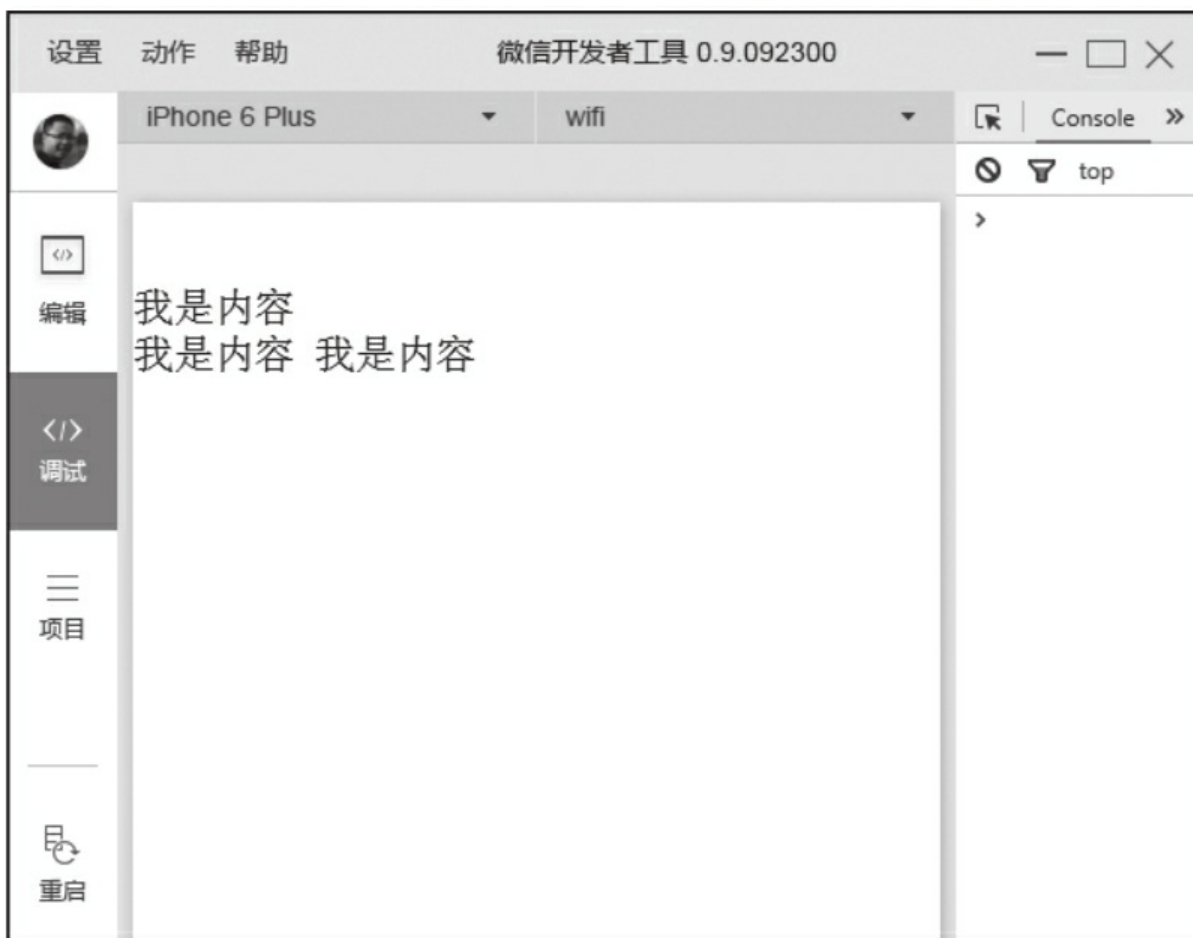 设置 动作 帮助 微信开发者工具 0.9.092300
iPhone 6 Plus wifi Console
top
编辑
我是内容
我是内容 我是内容
</> 调试
项目
重启